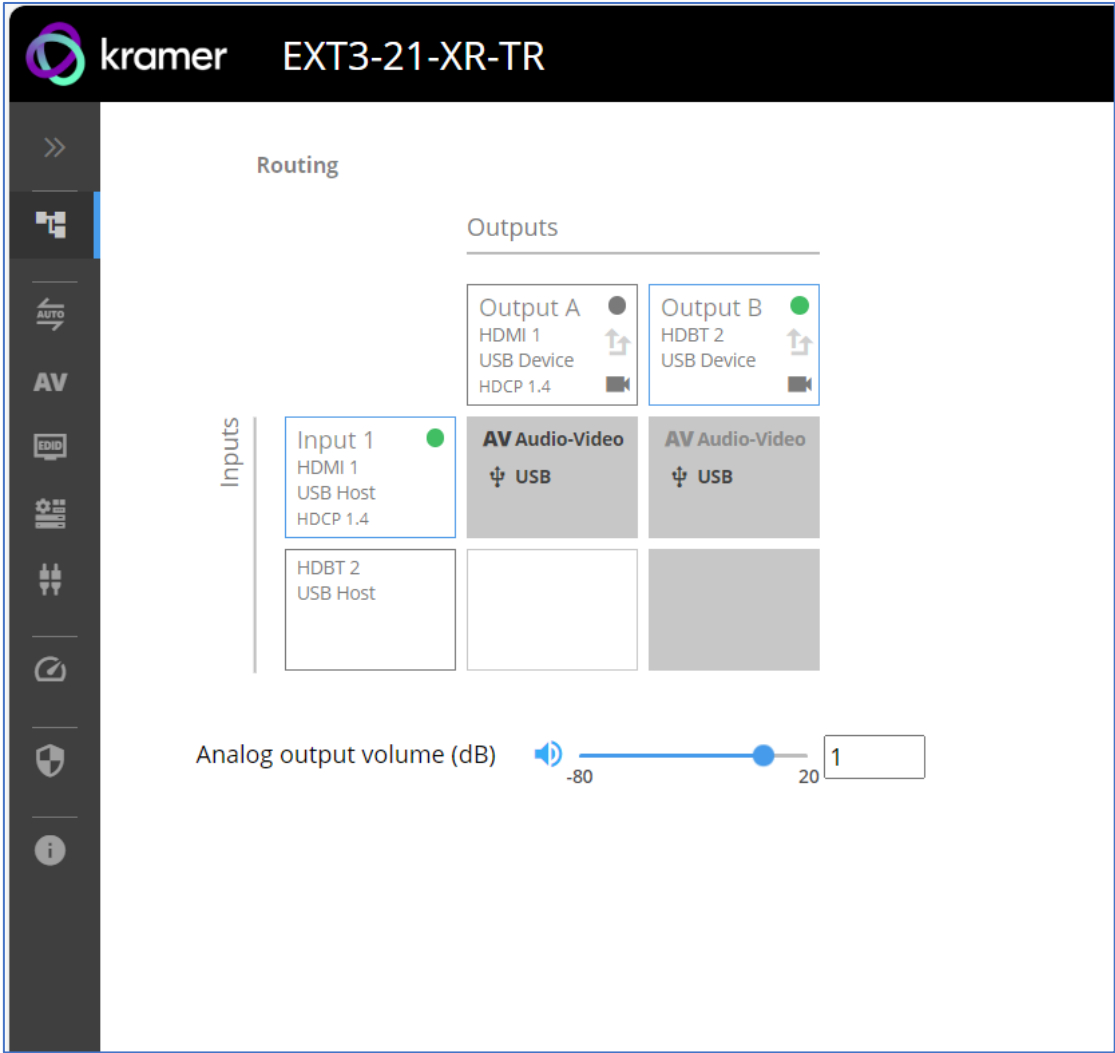 kramer EXT3-21-XR-TR
Routing
Outputs
Output A
HDMI 1
USB Device
HDCP 1.4
Output B
HDBT 2
USB Device
AUTO
AV
EDID
Inputs
Input 1
HDMI 1
USB Host
HDCP 1.4
AV Audio-Video
USB
AV Audio-Video
USB
HDBT 2
USB Host
Analog output volume (dB)
-80
20
1